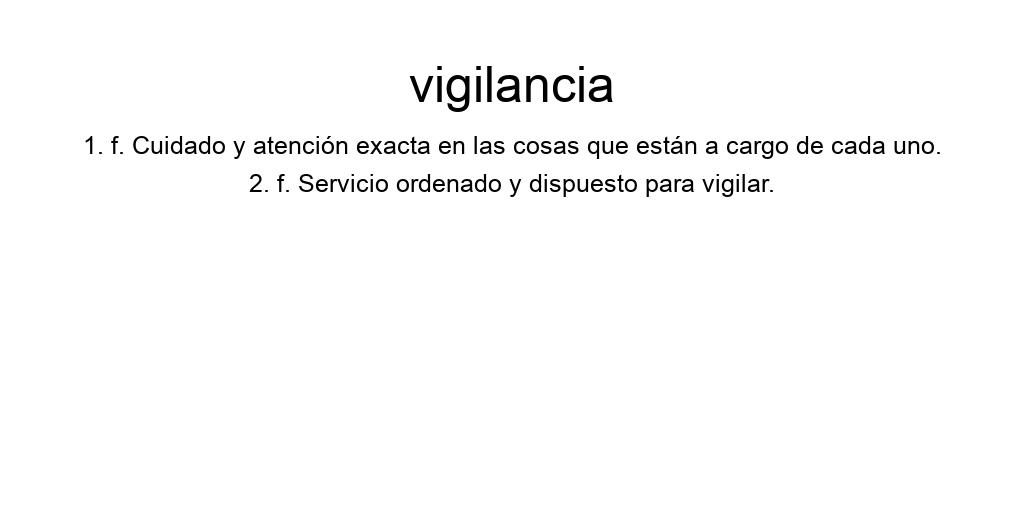 vigilancia
1. f. Cuidado y atención exacta en las cosas que están a cargo de cada uno.
2. f. Servicio ordenado y dispuesto para vigilar.